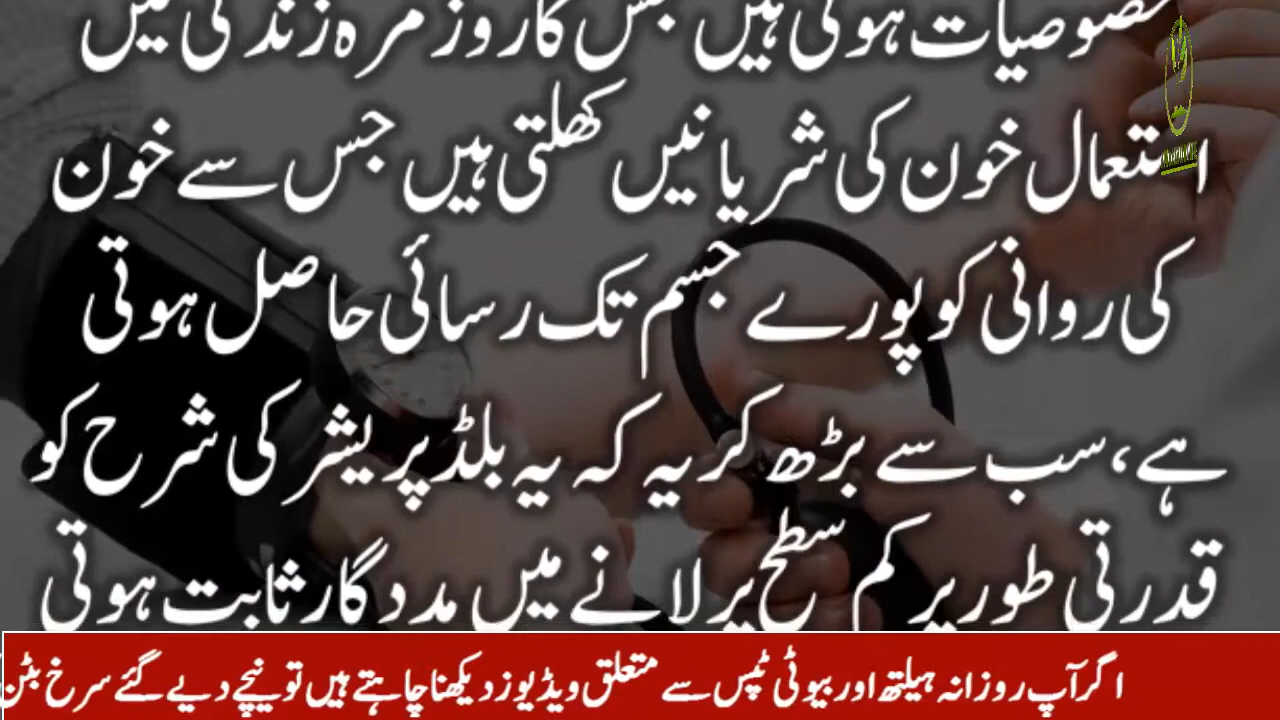 خصوصیات ہوتی ہیں جس کا روز مرہ زندگی میں
استعمال خون کی شریانیں کھلتی ہیں جس سے خون
کی روانی کو پورے جسم تک رسائی حاصل ہوتی
ہے، سب سے بڑھ کر یہ کہ یہ بلڈ پریشر کی شرح کو
قدرتی طور پر کم سطح پر لانے میں مددگار ثابت ہوتی
اگر آپ روزانہ ہیلتھ اور بیوٹی ٹپس سے متعلق ویڈیوز دیکھنا چاہتے ہیں تو نیچے دیے گئے سرخ بٹن